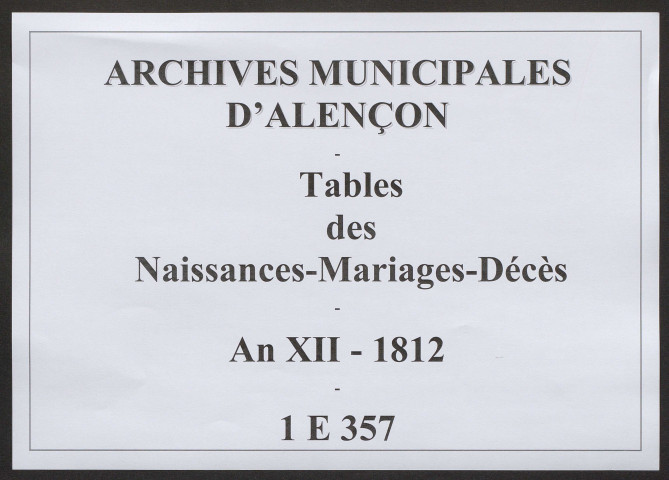 ARCHIVES MUNICIPALES
D'ALENÇON
-
Tables
des
Naissances-Mariages-Décès
-
An XII - 1812
-
1 E 357